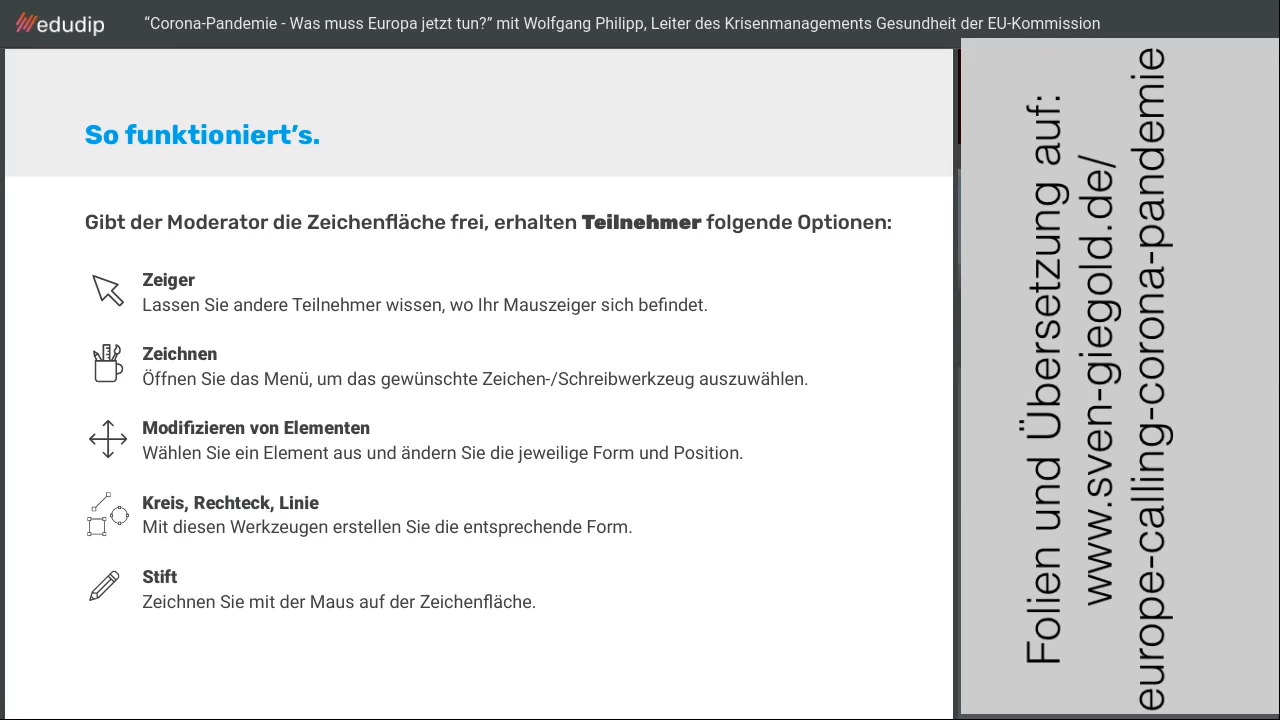 edudip
“Corona-Pandemie - Was muss Europa jetzt tun?” mit Wolfgang Philipp, Leiter des Krisenmanagements Gesundheit der EU-Kommission
So funktioniert’s.
Gibt der Moderator die Zeichenfläche frei, erhalten Teilnehmer folgende Optionen:
Zeiger
Lassen Sie andere Teilnehmer wissen, wo Ihr Mauszeiger sich befindet.
Zeichnen
Öffnen Sie das Menü, um das gewünschte Zeichen-/Schreibwerkzeug auszuwählen.
Modifizieren von Elementen
Wählen Sie ein Element aus und ändern Sie die jeweilige Form und Position.
Kreis, Rechteck, Linie
Mit diesen Werkzeugen erstellen Sie die entsprechende Form.
Stift
Zeichnen Sie mit der Maus auf der Zeichenfläche.
Folien und Übersetzung auf:
www.sven-giegold.de/
europe-calling-corona-pandemie